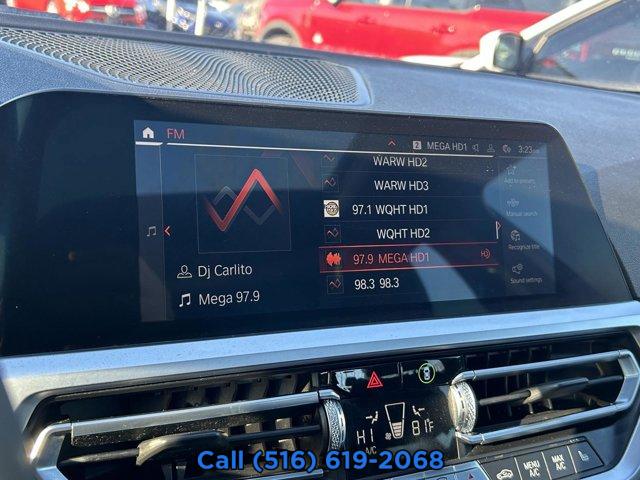 FM
2 MEGA HD1 3:23
WARW HD2
WARW HD3
97.1 WQHT HD1
WQHT HD2
97.9 MEGA HD1
98.3 98.3
Dj Carlito
Mega 97.9
Add to presets
Manual search
Recognize title
Sound settings
HI
A/C
81F
MENU A/C
MAX A/C
Call (516) 619-2068